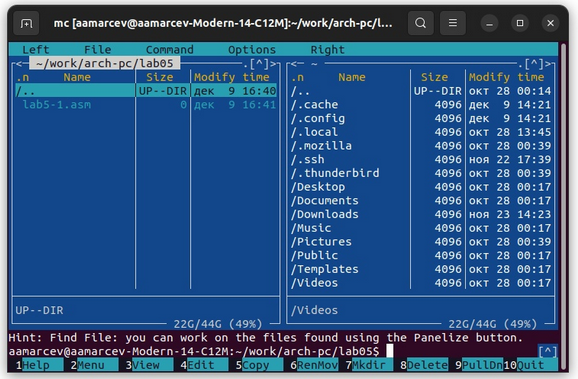 mc [aamarcev@aamarcev-Modern-14-C12M]:~/work/arch-pc/l...
Left File Command Options Right
<─ ~/work/arch-pc/lab05 ─.[^]>
.n Name Size Modify time
/.. UP--DIR дек 9 16:40
lab5-1.asm 0 дек 9 16:41
UP--DIR
22G/44G (49%)
<─ ~ ─.[^]>
.n Name Size Modify time
/.. UP--DIR окт 28 00:14
/.cache 4096 дек 9 14:21
/.config 4096 дек 9 14:21
/.local 4096 окт 28 13:45
/.mozilla 4096 окт 28 00:39
/.ssh 4096 ноя 22 17:39
/.thunderbird 4096 окт 28 00:39
/Desktop 4096 окт 28 00:17
/Documents 4096 окт 28 00:17
/Downloads 4096 ноя 23 14:23
/Music 4096 окт 28 00:17
/Pictures 4096 окт 28 00:39
/Public 4096 окт 28 00:17
/Templates 4096 окт 28 00:17
/Videos 4096 окт 28 00:17
/Videos
22G/44G (49%)
Hint: Find File: you can work on the files found using the Panelize button.
aamarcev@aamarcev-Modern-14-C12M:~/work/arch-pc/lab05$ [^]
1Help 2Menu 3View 4Edit 5Copy 6RenMov 7Mkdir 8Delete 9PullDn 10Quit